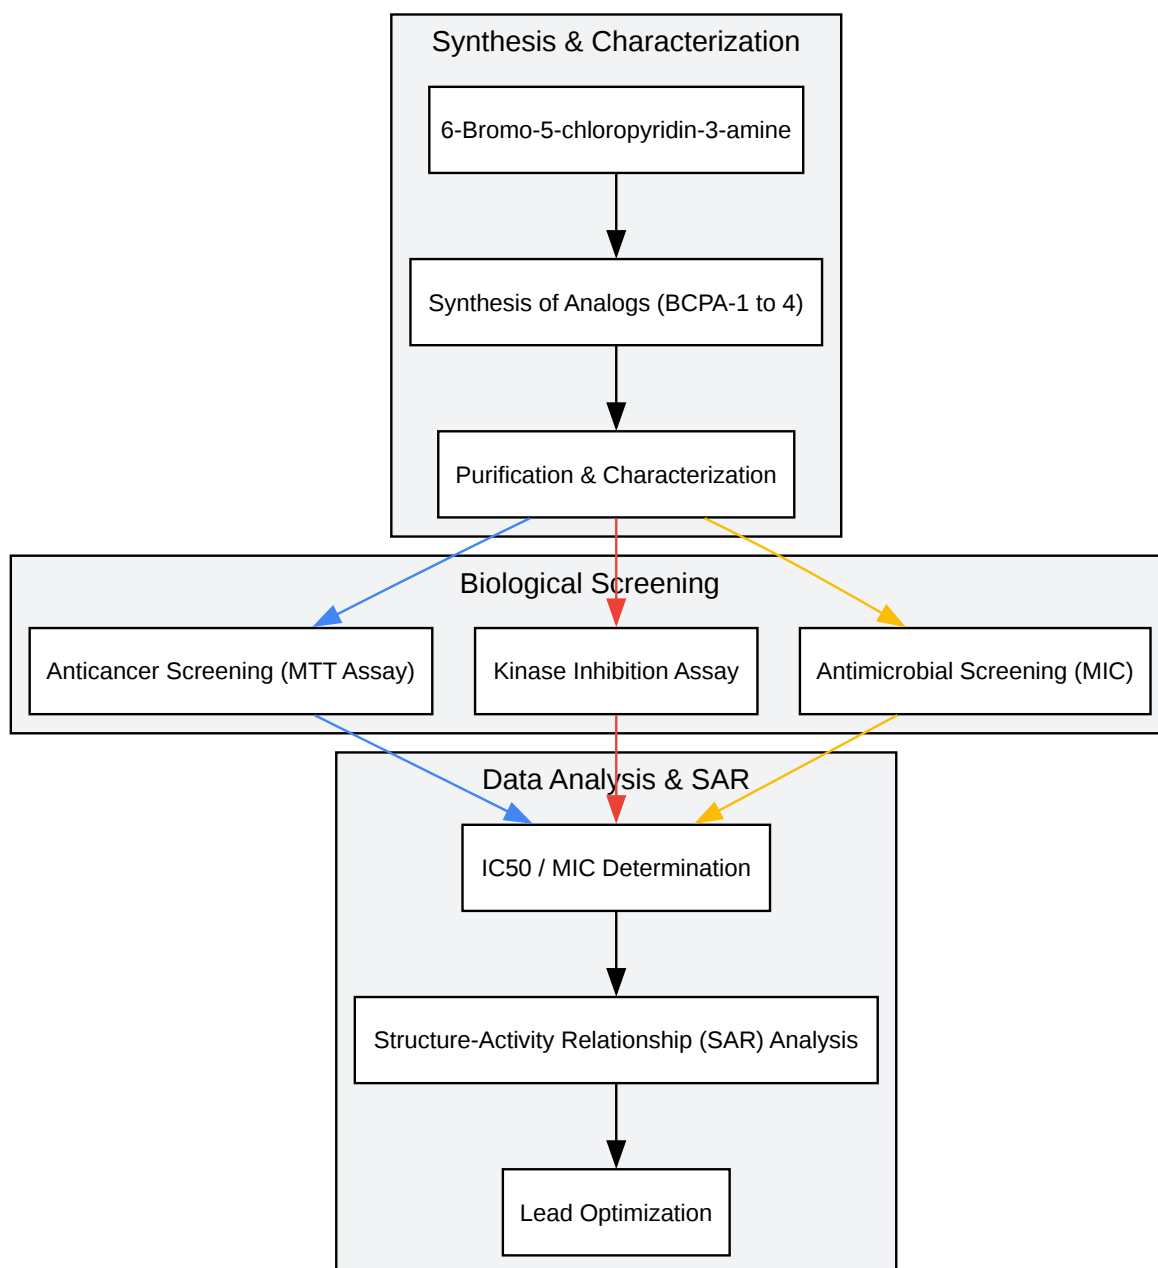 Synthesis & Characterization
6-Bromo-5-chloropyridin-3-amine
Synthesis of Analogs (BCPA-1 to 4)
Purification & Characterization
Biological Screening
Anticancer Screening (MTT Assay)
Kinase Inhibition Assay
Antimicrobial Screening (MIC)
Data Analysis & SAR
IC50 / MIC Determination
Structure-Activity Relationship (SAR) Analysis
Lead Optimization